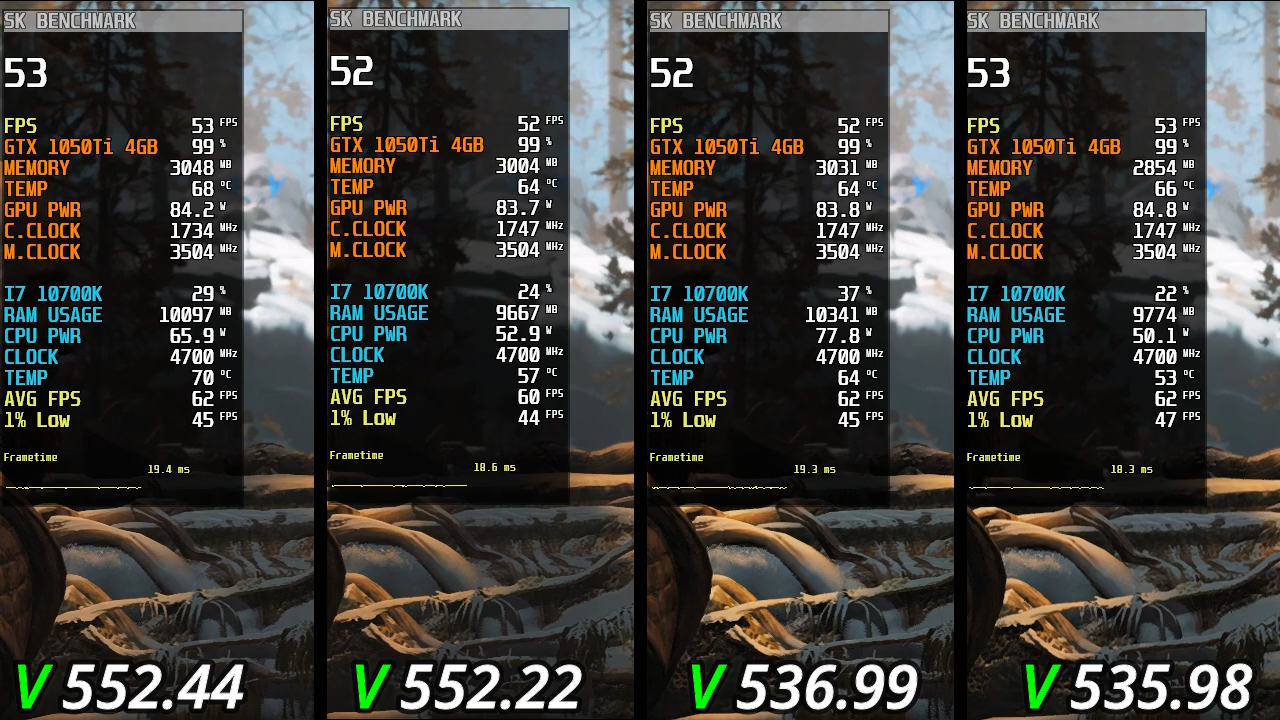 SK BENCHMARK
53
FPS 53 FPS
GTX 1050Ti 4GB 99 %
MEMORY 3048 MB
TEMP 68 °C
GPU PWR 84.2 W
C.CLOCK 1734 MHz
M.CLOCK 3504 MHz
I7 10700K 29 %
RAM USAGE 10097 MB
CPU PWR 65.9 W
CLOCK 4700 MHz
TEMP 70 °C
AVG FPS 62 FPS
1% Low 45 FPS
Frametime
19.4 ms
V 552.44
SK BENCHMARK
52
FPS 52 FPS
GTX 1050Ti 4GB 99 %
MEMORY 3004 MB
TEMP 64 °C
GPU PWR 83.7 W
C.CLOCK 1747 MHz
M.CLOCK 3504 MHz
I7 10700K 24 %
RAM USAGE 9667 MB
CPU PWR 52.9 W
CLOCK 4700 MHz
TEMP 57 °C
AVG FPS 60 FPS
1% Low 44 FPS
Frametime
18.6 ms
V 552.22
SK BENCHMARK
52
FPS 52 FPS
GTX 1050Ti 4GB 99 %
MEMORY 3031 MB
TEMP 64 °C
GPU PWR 83.8 W
C.CLOCK 1747 MHz
M.CLOCK 3504 MHz
I7 10700K 37 %
RAM USAGE 10341 MB
CPU PWR 77.8 W
CLOCK 4700 MHz
TEMP 64 °C
AVG FPS 62 FPS
1% Low 45 FPS
Frametime
19.3 ms
V 536.99
SK BENCHMARK
53
FPS 53 FPS
GTX 1050Ti 4GB 99 %
MEMORY 2854 MB
TEMP 66 °C
GPU PWR 84.8 W
C.CLOCK 1747 MHz
M.CLOCK 3504 MHz
I7 10700K 22 %
RAM USAGE 9774 MB
CPU PWR 50.1 W
CLOCK 4700 MHz
TEMP 53 °C
AVG FPS 62 FPS
1% Low 47 FPS
Frametime
18.3 ms
V 535.98